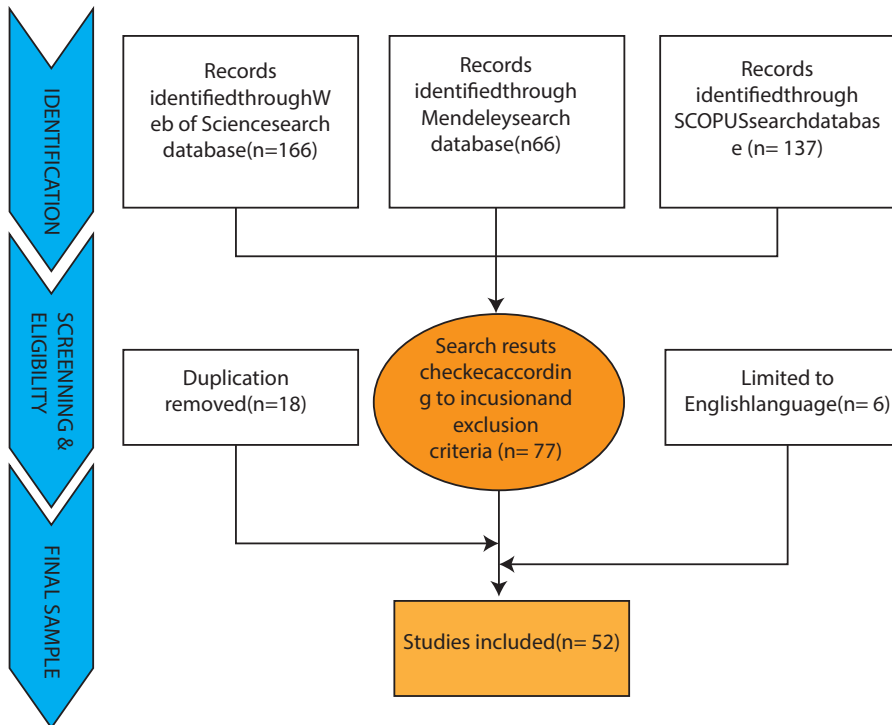 IDENTIFICATION
Records
identifiedthroughW
eb of Sciencesearch
database(n=166)
Records
identifiedthrough
Mendeleysearch
database(n66)
Records
identifiedthrough
SCOPUSsearchdatabas
e (n= 137)
SCREENNING &
ELIGIBILITY
Duplication
removed(n=18)
Search resuts
checkecaccordin
g to incusionand
exclusion
criteria (n= 77)
Limited to
Englishlanguage(n= 6)
FINAL SAMPLE
Studies included(n= 52)